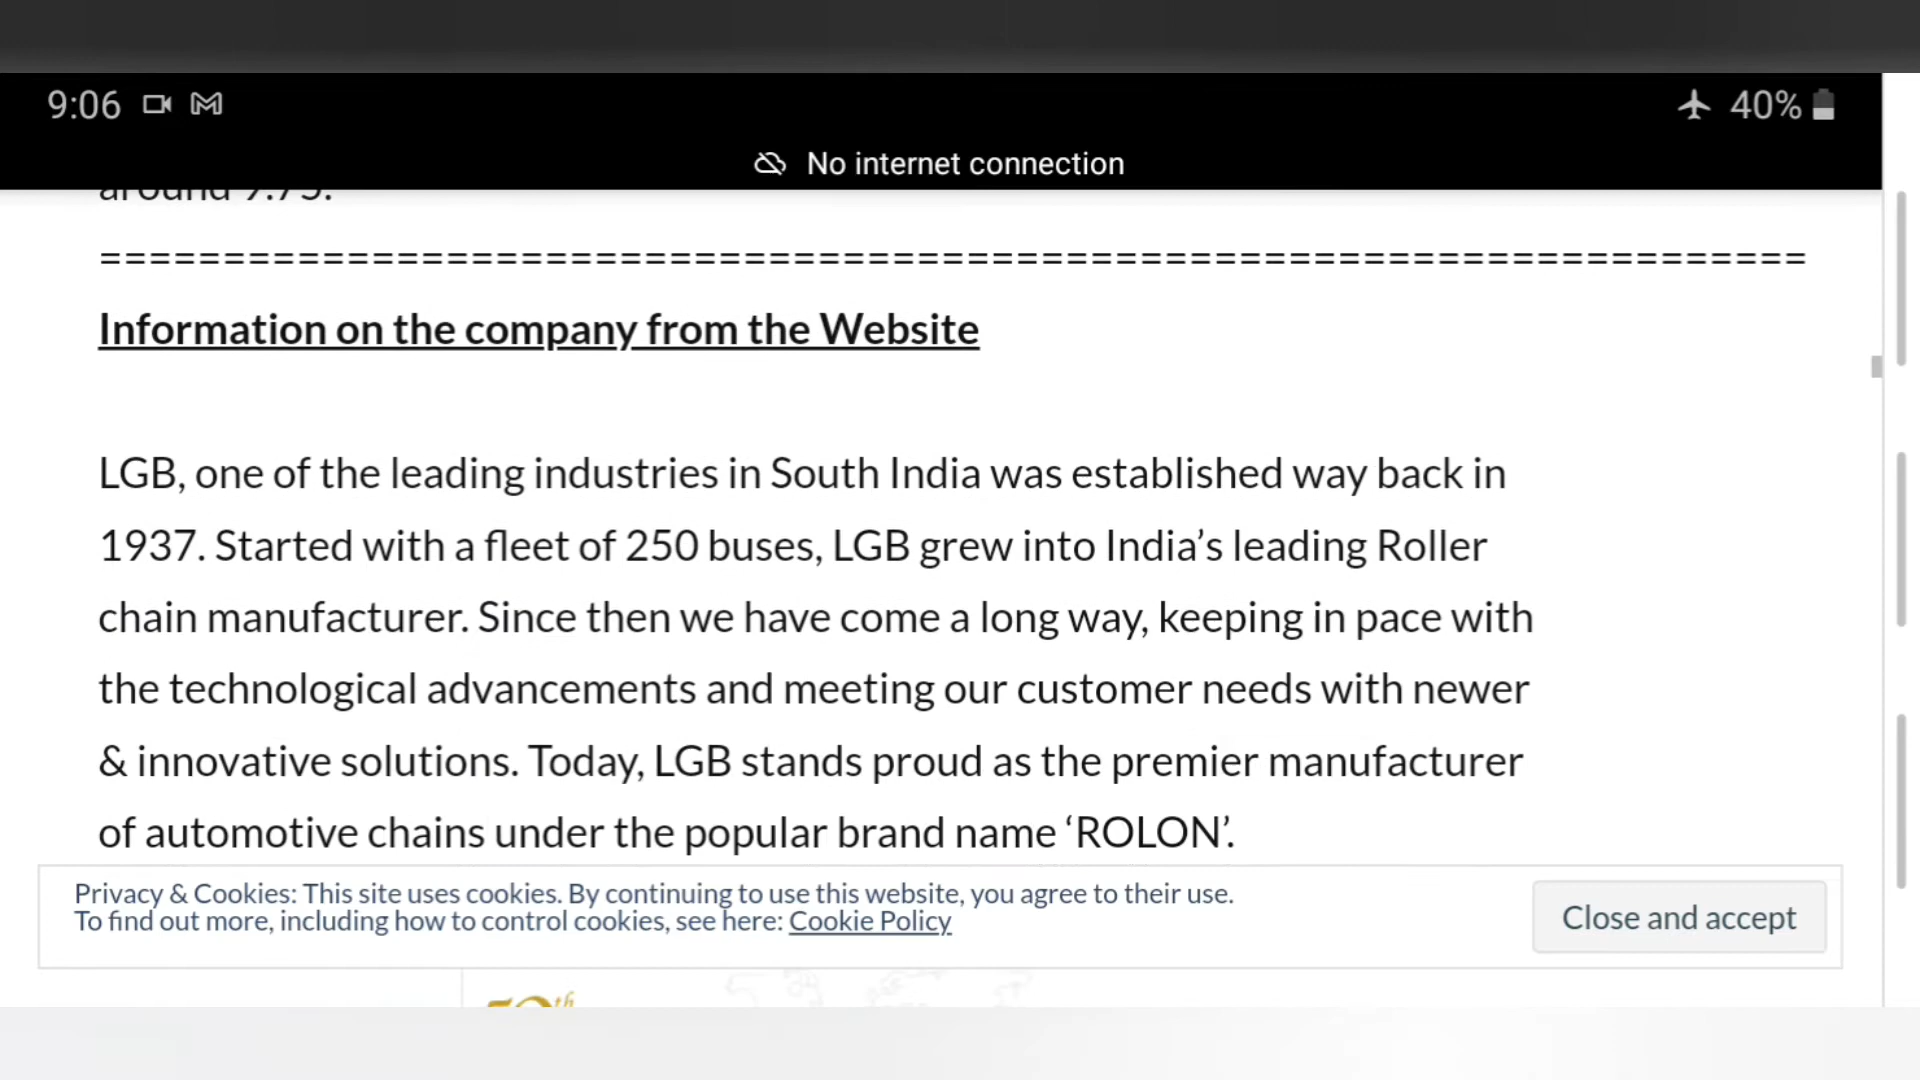 9:06
40%
No internet connection
around 9.75.
=====================================================================
Information on the company from the Website
LGB, one of the leading industries in South India was established way back in
1937. Started with a fleet of 250 buses, LGB grew into India’s leading Roller
chain manufacturer. Since then we have come a long way, keeping in pace with
the technological advancements and meeting our customer needs with newer
& innovative solutions. Today, LGB stands proud as the premier manufacturer
of automotive chains under the popular brand name ‘ROLON’.
Privacy & Cookies: This site uses cookies. By continuing to use this website, you agree to their use.
To find out more, including how to control cookies, see here: Cookie Policy
Close and accept
50th